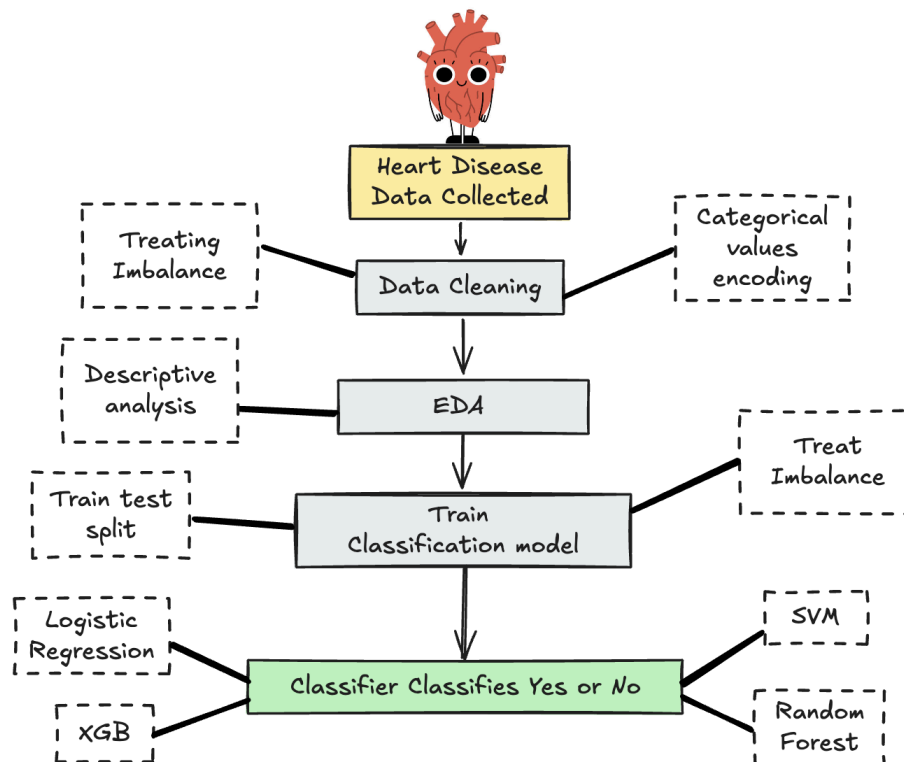 Heart Disease
Data Collected
Treating
Imbalance
Categorical
values
encoding
Data Cleaning
Descriptive
analysis
EDA
Treat
Imbalance
Train test
split
Train
Classification model
Logistic
Regression
SVM
Classifier Classifies Yes or No
XGB
Random
Forest